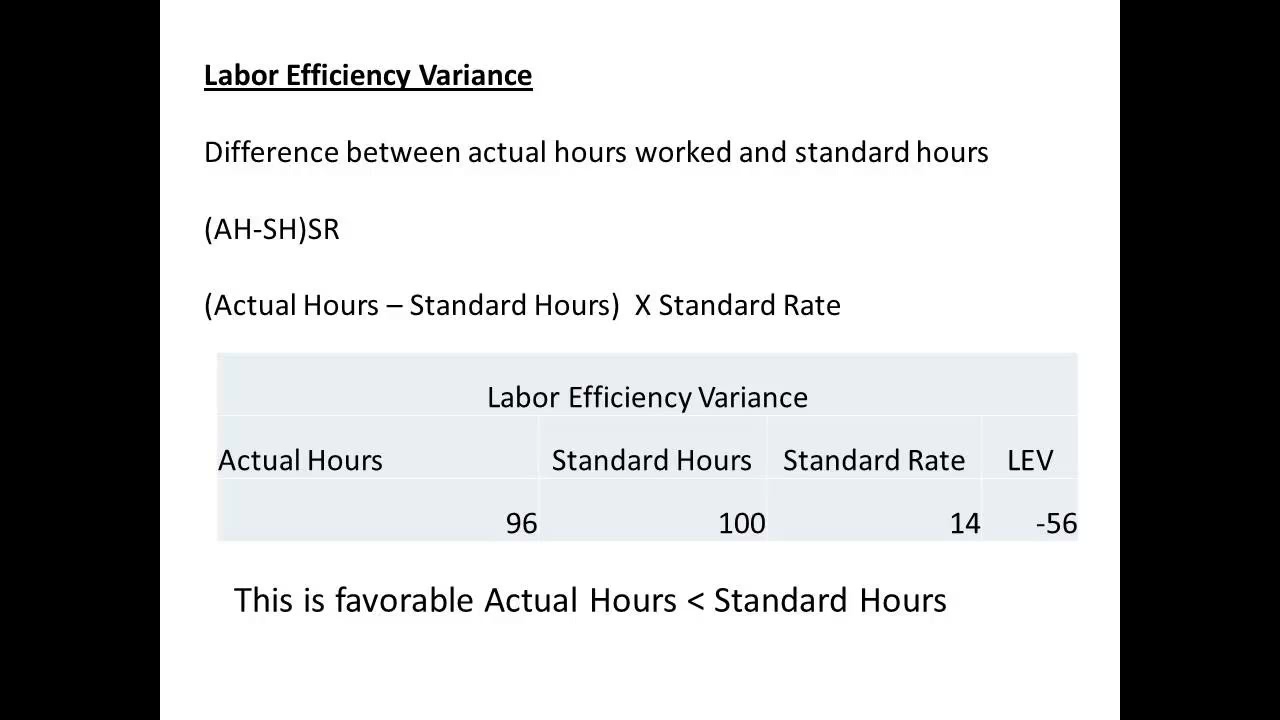 Labor Efficiency Variance
Difference between actual hours worked and standard hours
(AH-SH)SR
(Actual Hours – Standard Hours)  X Standard Rate
Labor Efficiency Variance
Actual Hours Standard Hours Standard Rate LEV
96 100 14 -56
This is favorable Actual Hours < Standard Hours